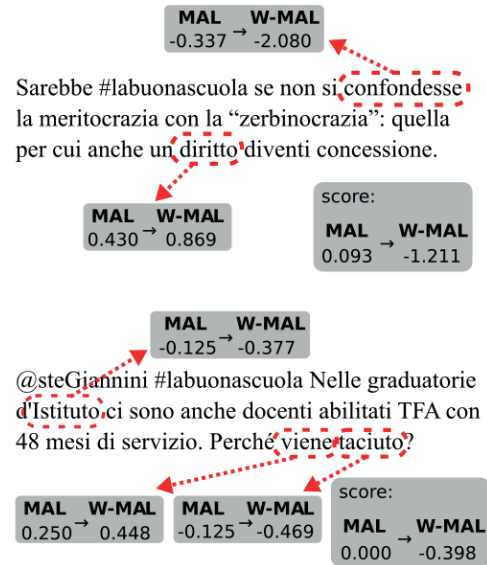 MAL → W-MAL
-0.337 → -2.080
Sarebbe #labuonascuola se non si confondesse
la meritocrazia con la “zerbinocrazia”: quella
per cui anche un diritto diventi concessione.
MAL → W-MAL
0.430 → 0.869
score:
MAL → W-MAL
0.093 → -1.211
MAL → W-MAL
-0.125 → -0.377
@steGiannini #labuonascuola Nelle graduatorie
d'Istituto ci sono anche docenti abilitati TFA con
48 mesi di servizio. Perché viene taciuto?
MAL → W-MAL
0.250 → 0.448
MAL → W-MAL
-0.125 → -0.469
score:
MAL → W-MAL
0.000 → -0.398